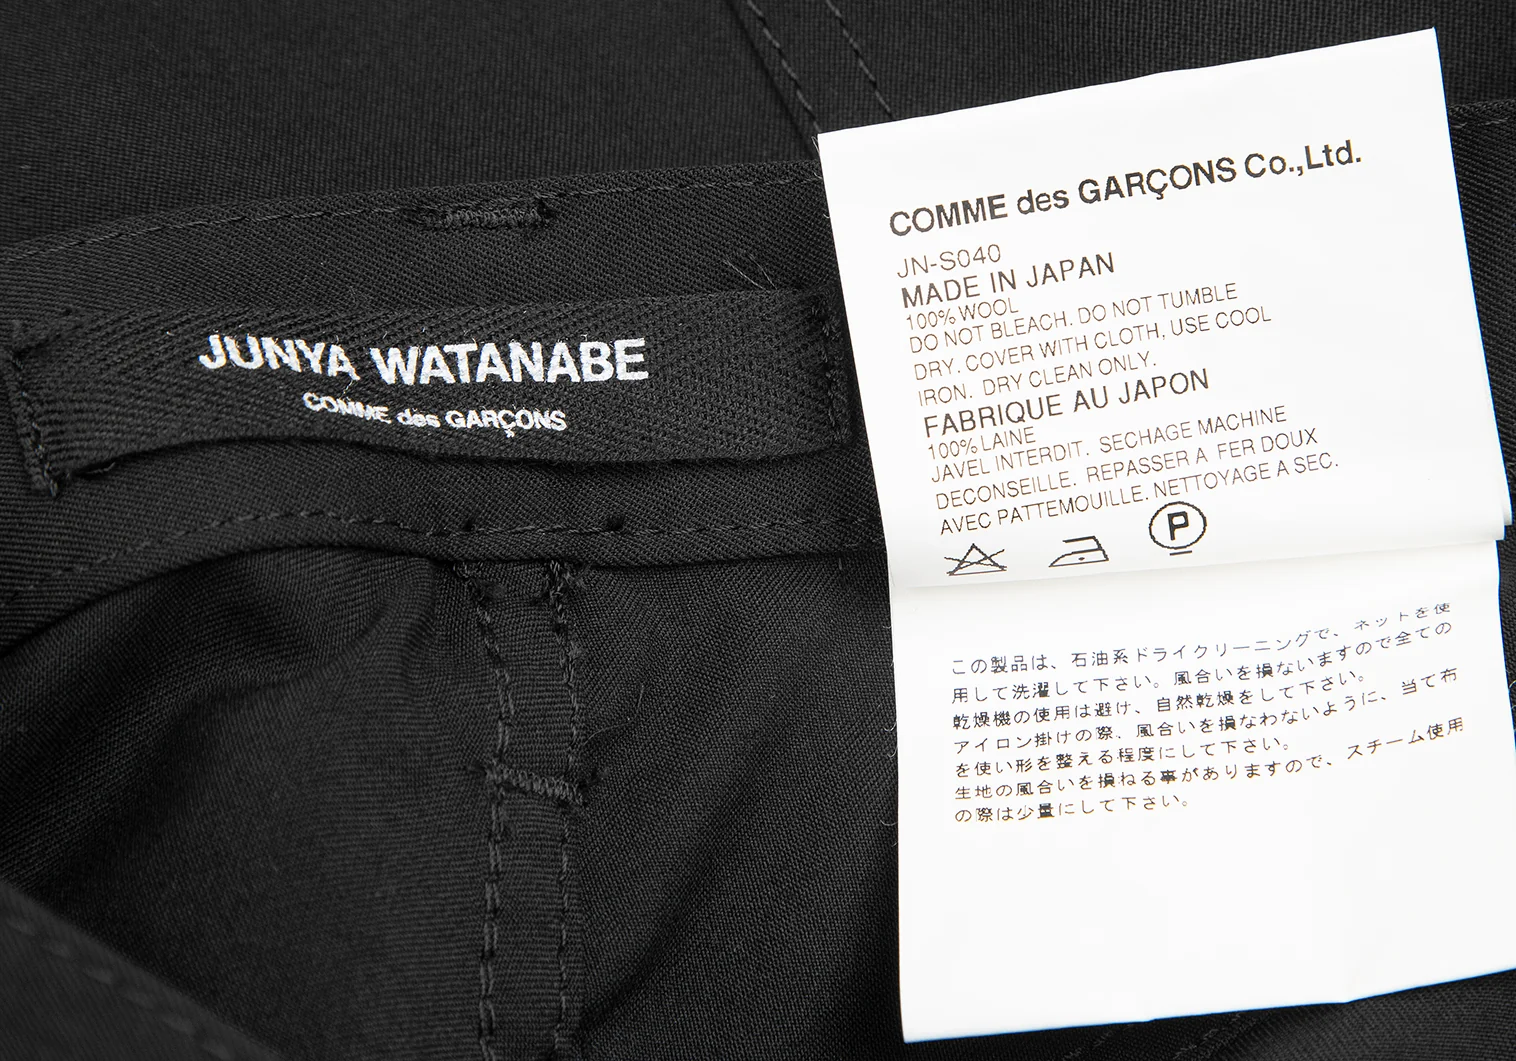 JUNYA WATANABE
COMME des GARÇONS
COMME des GARÇONS Co.,Ltd.
JN-S040
MADE IN JAPAN
100% WOOL
DO NOT BLEACH. DO NOT TUMBLE
DRY. COVER WITH CLOTH, USE COOL
IRON. DRY CLEAN ONLY.
FABRIQUE AU JAPON
100% LAINE
JAVEL INTERDIT. SECHAGE MACHINE
DECONSEILLE. REPASSER A FER DOUX
AVEC PATTEMOUILLE. NETTOYAGE A SEC.
P
この製品は、石油系ドライクリーニングで、ネットを使
用して洗濯して下さい。風合いを損ないますので全ての
乾燥機の使用は避け、自然乾燥をして下さい。
アイロン掛けの際、風合いを損なわないように、当て布
を使い形を整える程度にして下さい。
生地の風合いを損ねる事がありますので、スチーム使用
の際は少量にして下さい。